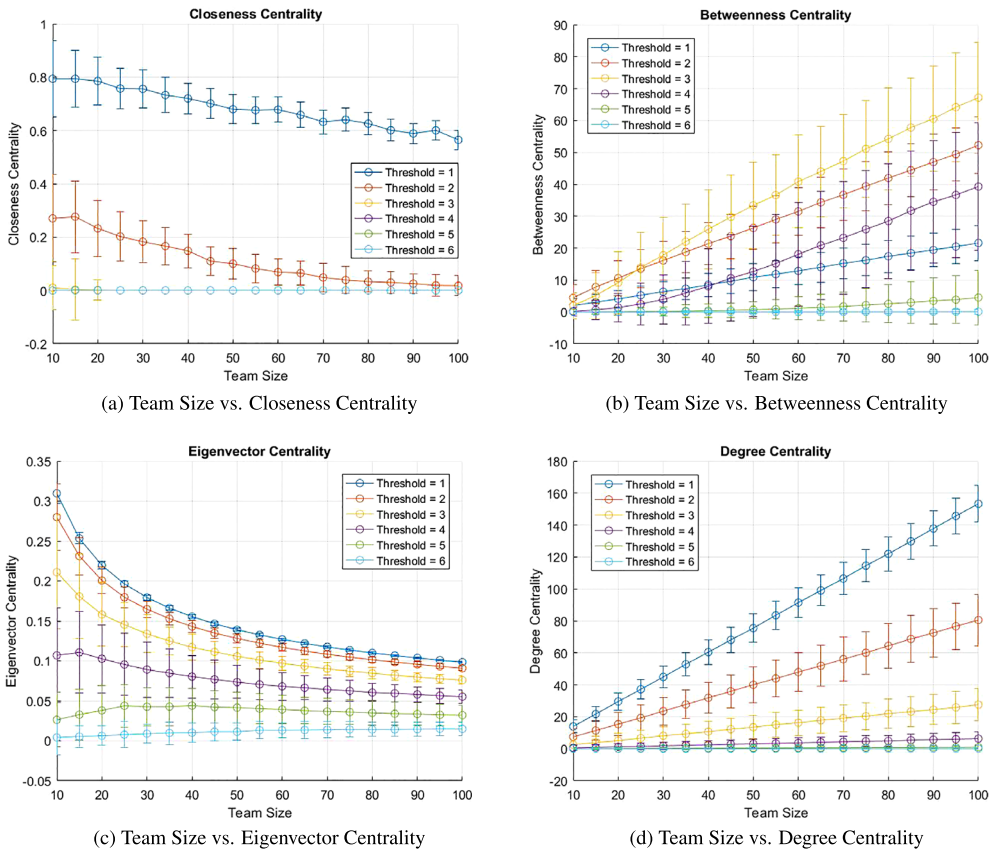 Closeness Centrality
1
0.8
0.6
0.4
0.2
0
-0.2
Closeness Centrality
Threshold = 1
Threshold = 2
Threshold = 3
Threshold = 4
Threshold = 5
Threshold = 6
10 20 30 40 50 60 70 80 90 100
Team Size
(a) Team Size vs. Closeness Centrality
Betweenness Centrality
90
80
70
60
50
40
30
20
10
0
-10
Betweenness Centrality
Threshold = 1
Threshold = 2
Threshold = 3
Threshold = 4
Threshold = 5
Threshold = 6
10 20 30 40 50 60 70 80 90 100
Team Size
(b) Team Size vs. Betweenness Centrality
Eigenvector Centrality
0.35
0.3
0.25
0.2
0.15
0.1
0.05
0
-0.05
Eigenvector Centrality
Threshold = 1
Threshold = 2
Threshold = 3
Threshold = 4
Threshold = 5
Threshold = 6
10 20 30 40 50 60 70 80 90 100
Team Size
(c) Team Size vs. Eigenvector Centrality
Degree Centrality
180
160
140
120
100
80
60
40
20
0
-20
Degree Centrality
Threshold = 1
Threshold = 2
Threshold = 3
Threshold = 4
Threshold = 5
Threshold = 6
10 20 30 40 50 60 70 80 90 100
Team Size
(d) Team Size vs. Degree Centrality